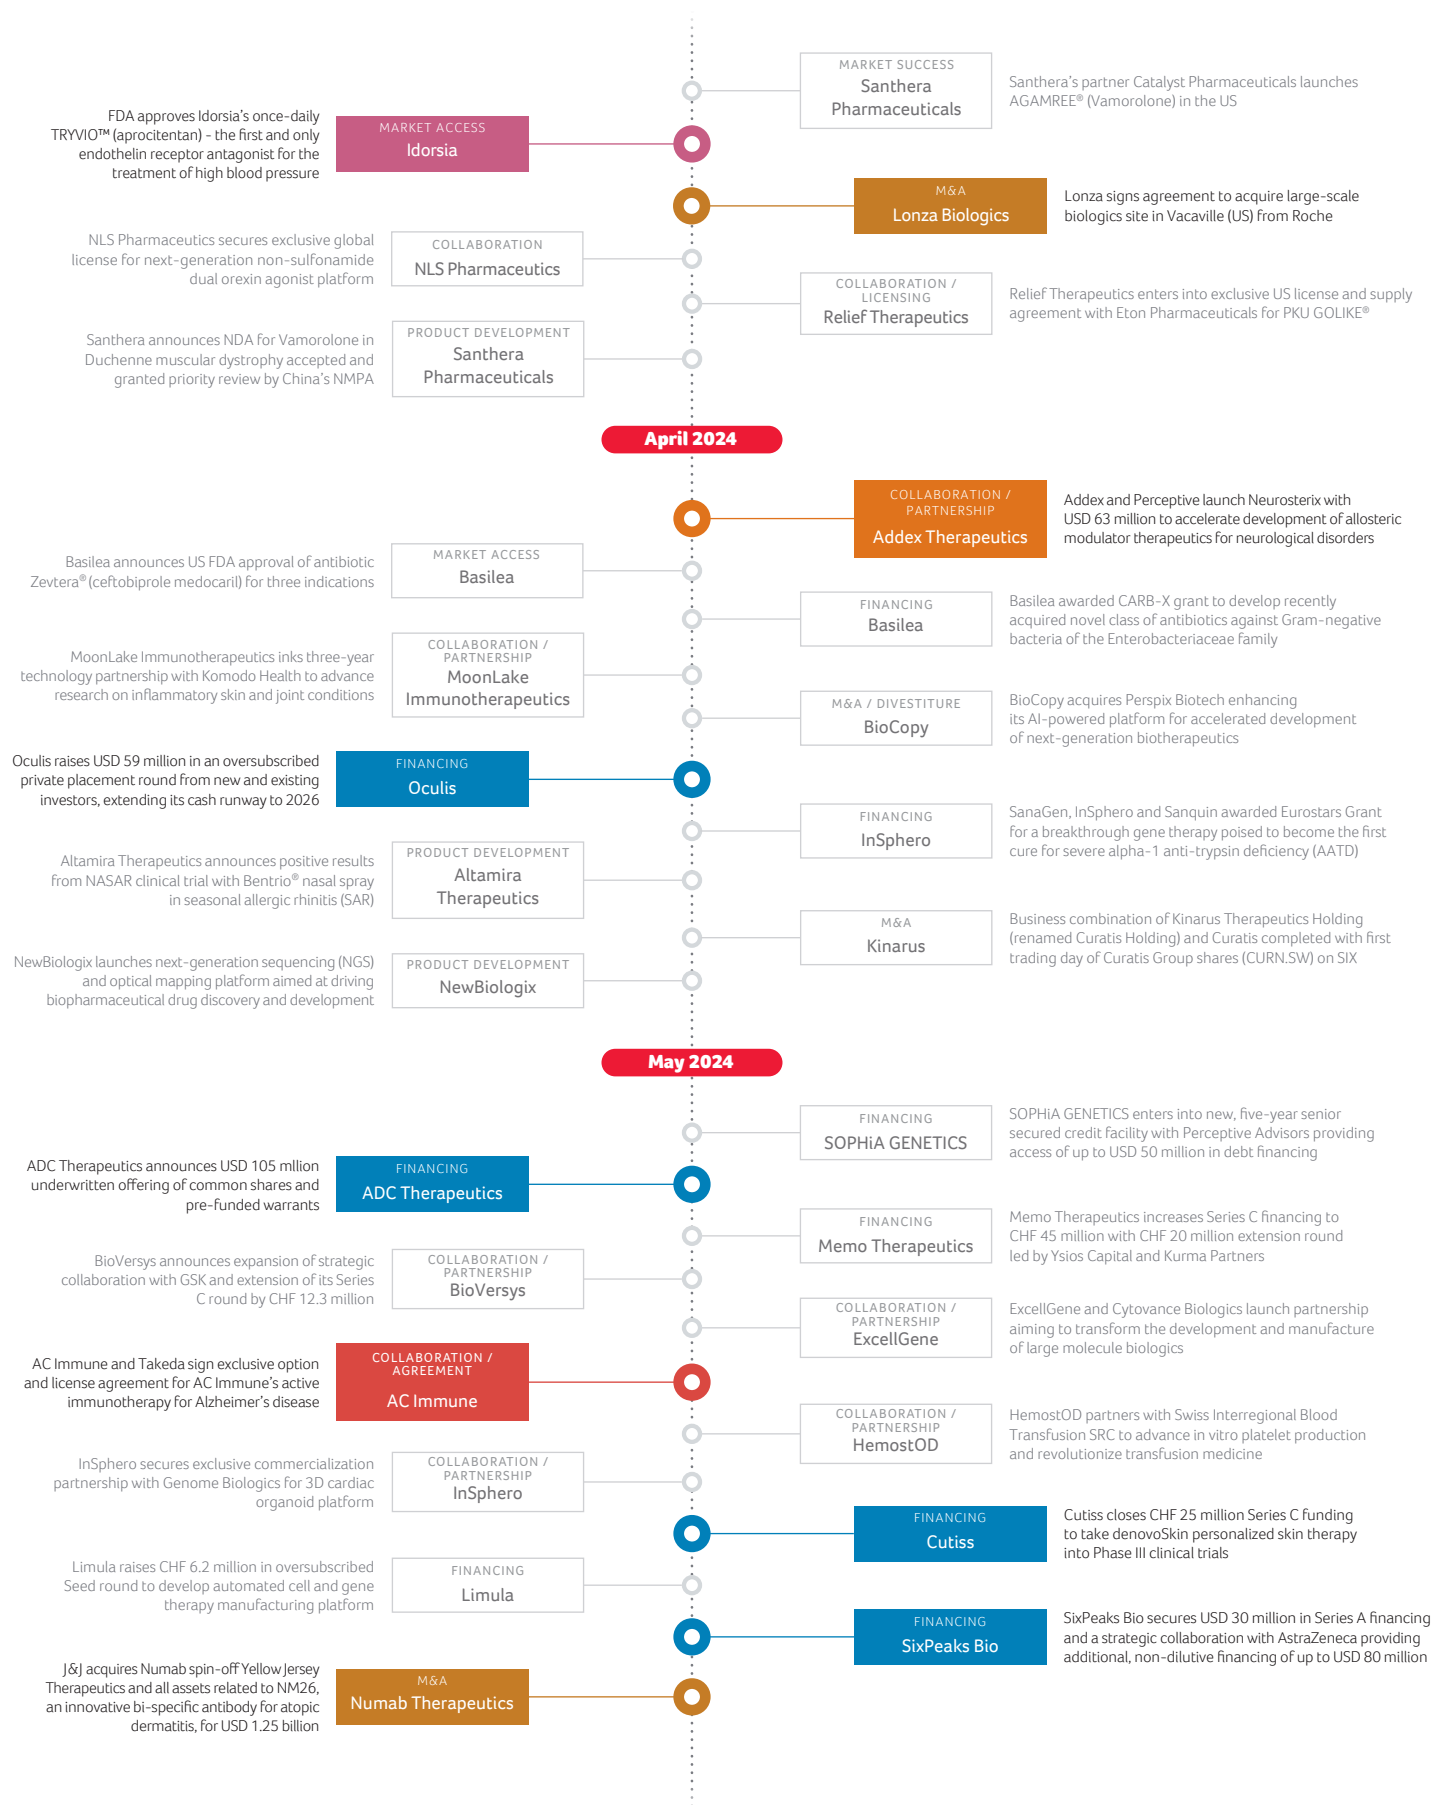 MARKET SUCCESS
Santhera
Pharmaceuticals
Santhera’s partner Catalyst Pharmaceuticals launches
AGAMREE® (Vamorolone) in the US
FDA approves Idorsia’s once-daily
TRYVIO™ (aprocitentan) - the first and only
endothelin receptor antagonist for the
treatment of high blood pressure
MARKET ACCESS
Idorsia
M&A
Lonza Biologics
Lonza signs agreement to acquire large-scale
biologics site in Vacaville (US) from Roche
NLS Pharmaceutics secures exclusive global
license for next-generation non-sulfonamide
dual orexin agonist platform
COLLABORATION
NLS Pharmaceutics
COLLABORATION /
LICENSING
Relief Therapeutics
Relief Therapeutics enters into exclusive US license and supply
agreement with Eton Pharmaceuticals for PKU GOLIKE®
Santhera announces NDA for Vamorolone in
Duchenne muscular dystrophy accepted and
granted priority review by China’s NMPA
PRODUCT DEVELOPMENT
Santhera
Pharmaceuticals
April 2024
COLLABORATION /
PARTNERSHIP
Addex Therapeutics
Addex and Perceptive launch Neurosterix with
USD 63 million to accelerate development of allosteric
modulator therapeutics for neurological disorders
Basilea announces US FDA approval of antibiotic
Zevtera® (ceftobiprole medocaril) for three indications
MARKET ACCESS
Basilea
FINANCING
Basilea
Basilea awarded CARB-X grant to develop recently
acquired novel class of antibiotics against Gram-negative
bacteria of the Enterobacteriaceae family
MoonLake Immunotherapeutics inks three-year
technology partnership with Komodo Health to advance
research on inflammatory skin and joint conditions
COLLABORATION /
PARTNERSHIP
MoonLake
Immunotherapeutics
M&A / DIVESTITURE
BioCopy
BioCopy acquires Perspix Biotech enhancing
its AI-powered platform for accelerated development
of next-generation biotherapeutics
Oculis raises USD 59 million in an oversubscribed
private placement round from new and existing
investors, extending its cash runway to 2026
FINANCING
Oculis
FINANCING
InSphero
SanaGen, InSphero and Sanquin awarded Eurostars Grant
for a breakthrough gene therapy poised to become the first
cure for severe alpha-1 anti-trypsin deficiency (AATD)
Altamira Therapeutics announces positive results
from NASAR clinical trial with Bentrio® nasal spray
in seasonal allergic rhinitis (SAR)
PRODUCT DEVELOPMENT
Altamira
Therapeutics
M&A
Kinarus
Business combination of Kinarus Therapeutics Holding
(renamed Curatis Holding) and Curatis completed with first
trading day of Curatis Group shares (CURN.SW) on SIX
NewBiologix launches next-generation sequencing (NGS)
and optical mapping platform aimed at driving
biopharmaceutical drug discovery and development
PRODUCT DEVELOPMENT
NewBiologix
May 2024
FINANCING
SOPHiA GENETICS
SOPHiA GENETICS enters into new, five-year senior
secured credit facility with Perceptive Advisors providing
access of up to USD 50 million in debt financing
ADC Therapeutics announces USD 105 mllion
underwritten offering of common shares and
pre-funded warrants
FINANCING
ADC Therapeutics
FINANCING
Memo Therapeutics
Memo Therapeutics increases Series C financing to
CHF 45 million with CHF 20 million extension round
led by Ysios Capital and Kurma Partners
BioVersys announces expansion of strategic
collaboration with GSK and extension of its Series
C round by CHF 12.3 million
COLLABORATION /
PARTNERSHIP
BioVersys
COLLABORATION /
PARTNERSHIP
ExcellGene
ExcellGene and Cytovance Biologics launch partnership
aiming to transform the development and manufacture
of large molecule biologics
AC Immune and Takeda sign exclusive option
and license agreement for AC Immune’s active
immunotherapy for Alzheimer’s disease
COLLABORATION /
AGREEMENT
AC Immune
COLLABORATION /
PARTNERSHIP
HemostOD
HemostOD partners with Swiss Interregional Blood
Transfusion SRC to advance in vitro platelet production
and revolutionize transfusion medicine
InSphero secures exclusive commercialization
partnership with Genome Biologics for 3D cardiac
organoid platform
COLLABORATION /
PARTNERSHIP
InSphero
FINANCING
Cutiss
Cutiss closes CHF 25 million Series C funding
to take denovoSkin personalized skin therapy
into Phase III clinical trials
Limula raises CHF 6.2 million in oversubscribed
Seed round to develop automated cell and gene
therapy manufacturing platform
FINANCING
Limula
FINANCING
SixPeaks Bio
SixPeaks Bio secures USD 30 million in Series A financing
and a strategic collaboration with AstraZeneca providing
additional, non-dilutive financing of up to USD 80 million
J&J acquires Numab spin-off Yellow Jersey
Therapeutics and all assets related to NM26,
an innovative bi-specific antibody for atopic
dermatitis, for USD 1.25 billion
M&A
Numab Therapeutics